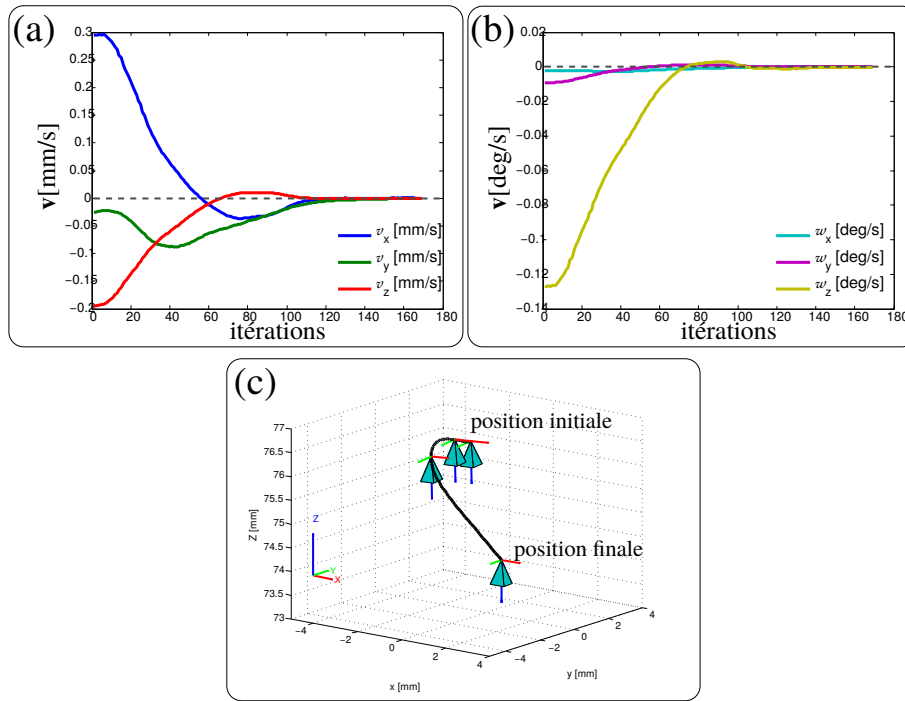 (a)
0.3
0.25
0.2
0.15
0.1
0.05
0
-0.05
-0.1
-0.15
-0.2
v[mm/s]
v_x [mm/s]
v_y [mm/s]
v_z [mm/s]
0 20 40 60 80 100 120 140 160 180
itérations
(b)
0.02
0
-0.02
-0.04
-0.06
-0.08
-0.1
-0.12
-0.14
v[deg/s]
w_x [deg/s]
w_y [deg/s]
w_z [deg/s]
0 20 40 60 80 100 120 140 160 180
itérations
(c)
77
76.5
76
75.5
75
74.5
74
73.5
73
Z [mm]
position initiale
position finale
Z
Y
X
-4 -2 0 2 4
x [mm]
-4 -2 0 2 4
y [mm]